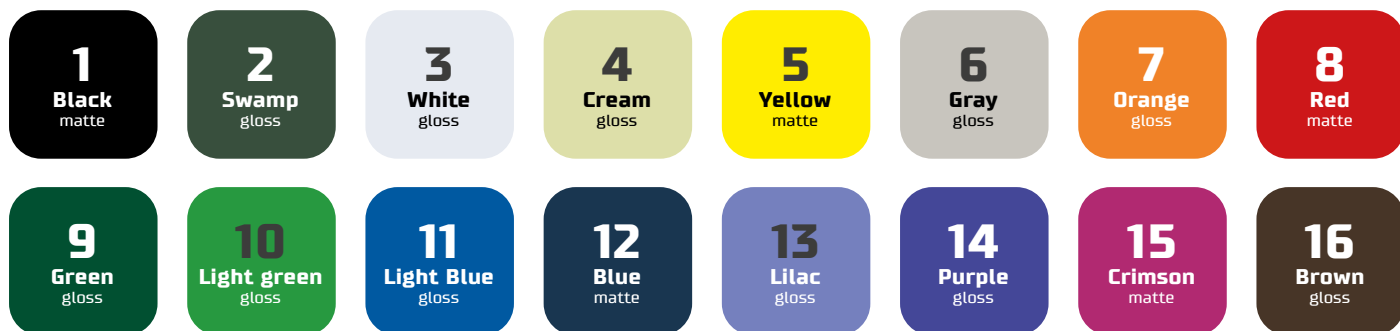 1
Black
matte
2
Swamp
gloss
3
White
gloss
4
Cream
gloss
5
Yellow
matte
6
Gray
gloss
7
Orange
gloss
8
Red
matte
9
Green
gloss
10
Light green
gloss
11
Light Blue
gloss
12
Blue
matte
13
Lilac
gloss
14
Purple
gloss
15
Crimson
matte
16
Brown
gloss